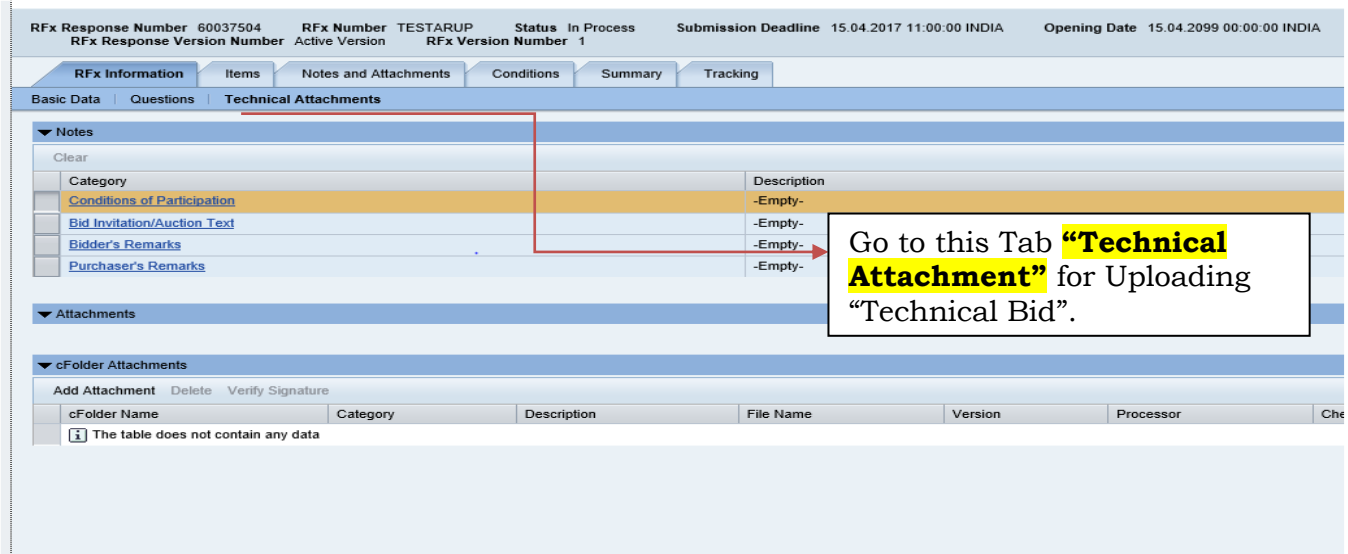 RFx Response Number 60037504 RFx Number TESTARUP Status In Process Submission Deadline 15.04.2017 11:00:00 INDIA Opening Date 15.04.2099 00:00:00 INDIA
RFx Response Version Number Active Version RFx Version Number 1
RFx Information Items Notes and Attachments Conditions Summary Tracking
Basic Data | Questions | Technical Attachments
Notes
Clear
Category Description
Conditions of Participation -Empty-
Bid Invitation/Auction Text -Empty-
Bidder's Remarks -Empty-
Purchaser's Remarks -Empty-
Go to this Tab “Technical
Attachment” for Uploading
“Technical Bid”.
Attachments
cFolder Attachments
Add Attachment Delete Verify Signature
cFolder Name Category Description File Name Version Processor Che
The table does not contain any data